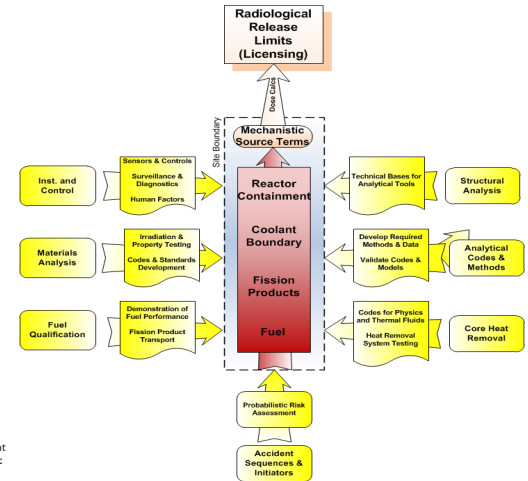 Radiological
Release
Limits
(Licensing)
Dose Calcs
Site Boundary
Mechanistic
Source Terms
Inst. and
Control
Sensors & Controls
Surveillance &
Diagnostics
Human Factors
Reactor
Containment
Technical Bases for
Analytical Tools
Structural
Analysis
Materials
Analysis
Irradiation &
Property Testing
Codes & Standards
Development
Coolant
Boundary
Develop Required
Methods & Data
Validate Codes &
Models
Analytical
Codes &
Methods
Fuel
Qualification
Demonstration of
Fuel Performance
Fission Product
Transport
Fission
Products
Fuel
Codes for Physics
and Thermal Fluids
Heat Removal
System Testing
Core Heat
Removal
Probabilistic Risk
Assessment
Accident
Sequences &
Initiators